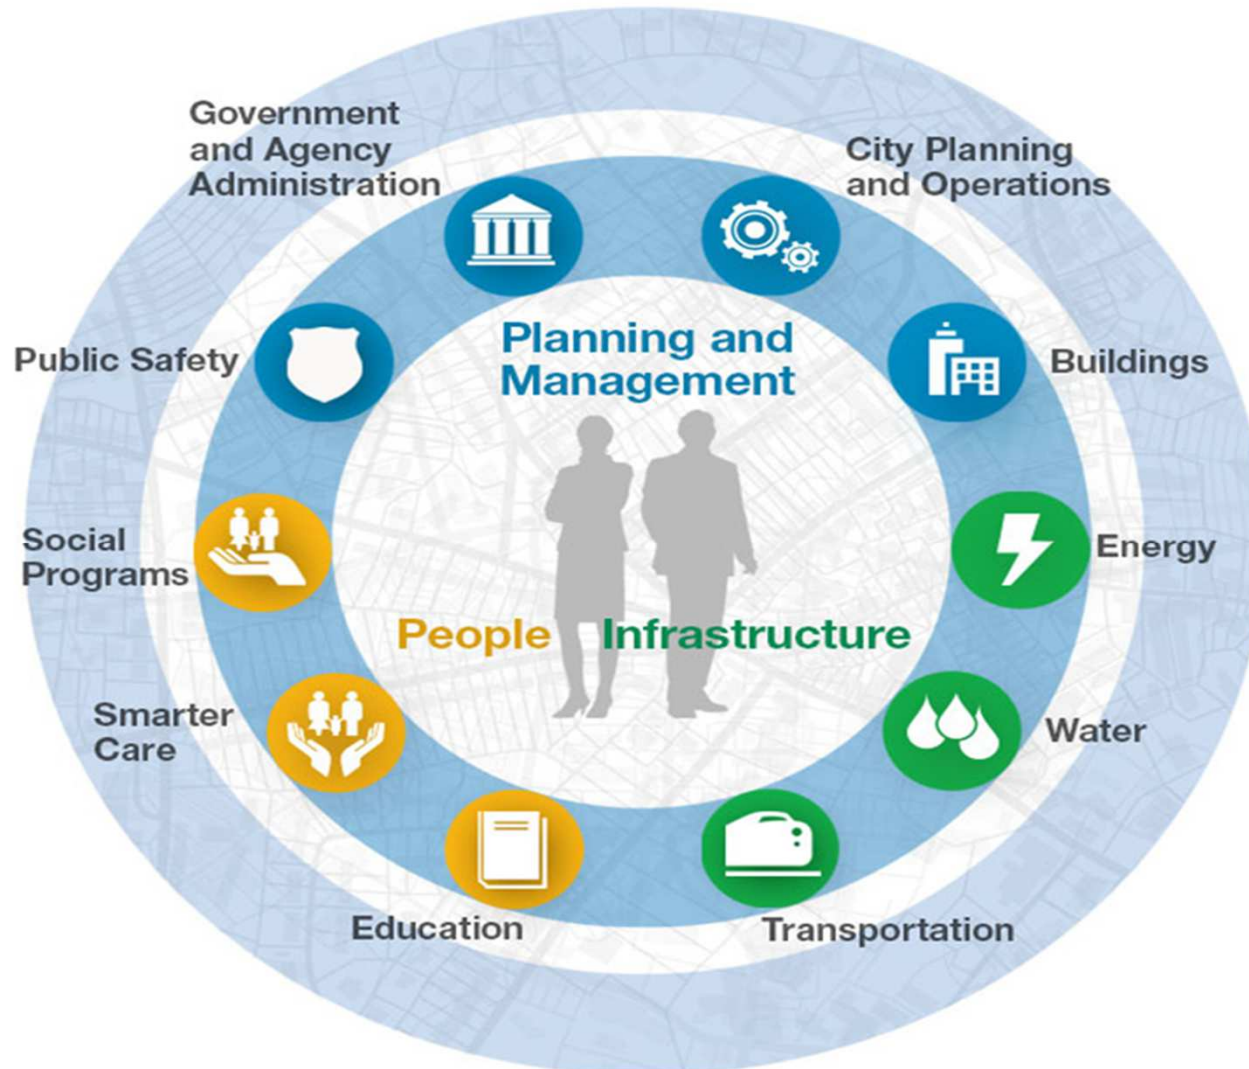 Government
and Agency
Administration
City Planning
and Operations
Public Safety
Planning and
Management
Buildings
Social
Programs
Energy
People
Infrastructure
Smarter
Care
Water
Education
Transportation